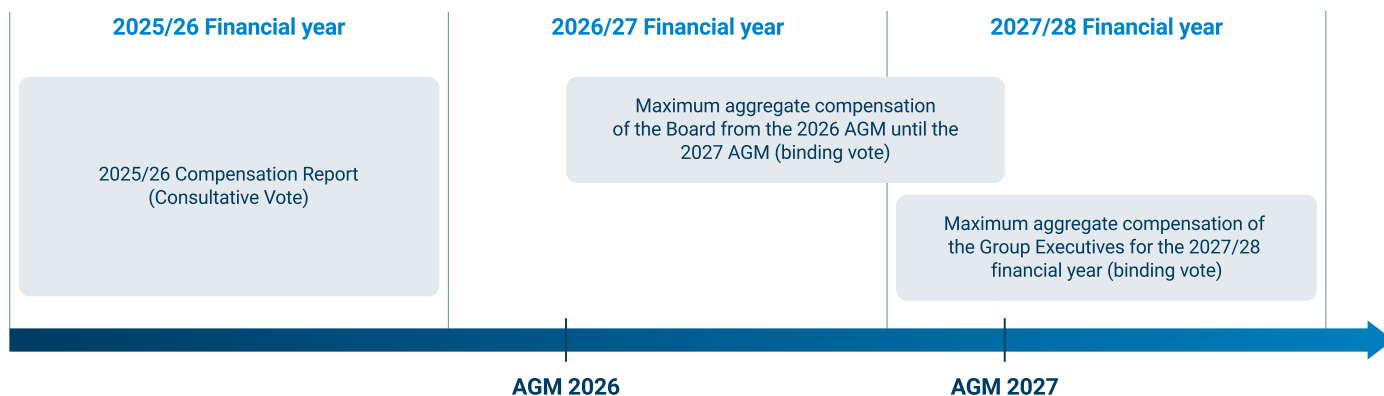 2025/26 Financial year
2026/27 Financial year
2027/28 Financial year
2025/26 Compensation Report
(Consultative Vote)
Maximum aggregate compensation
of the Board from the 2026 AGM until the
2027 AGM (binding vote)
Maximum aggregate compensation of
the Group Executives for the 2027/28
financial year (binding vote)
AGM 2026
AGM 2027